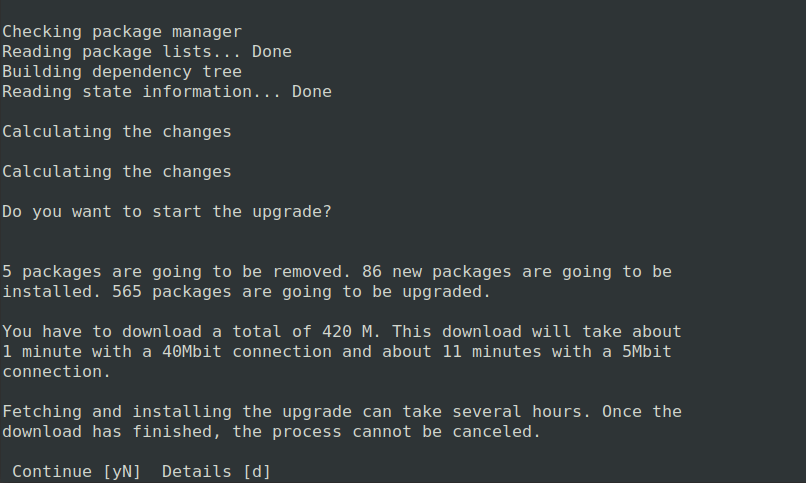 Checking package manager
Reading package lists... Done
Building dependency tree
Reading state information... Done
Calculating the changes
Calculating the changes
Do you want to start the upgrade?
5 packages are going to be removed. 86 new packages are going to be
installed. 565 packages are going to be upgraded.
You have to download a total of 420 M. This download will take about
1 minute with a 40Mbit connection and about 11 minutes with a 5Mbit
connection.
Fetching and installing the upgrade can take several hours. Once the
download has finished, the process cannot be canceled.
Continue [yN]  Details [d]